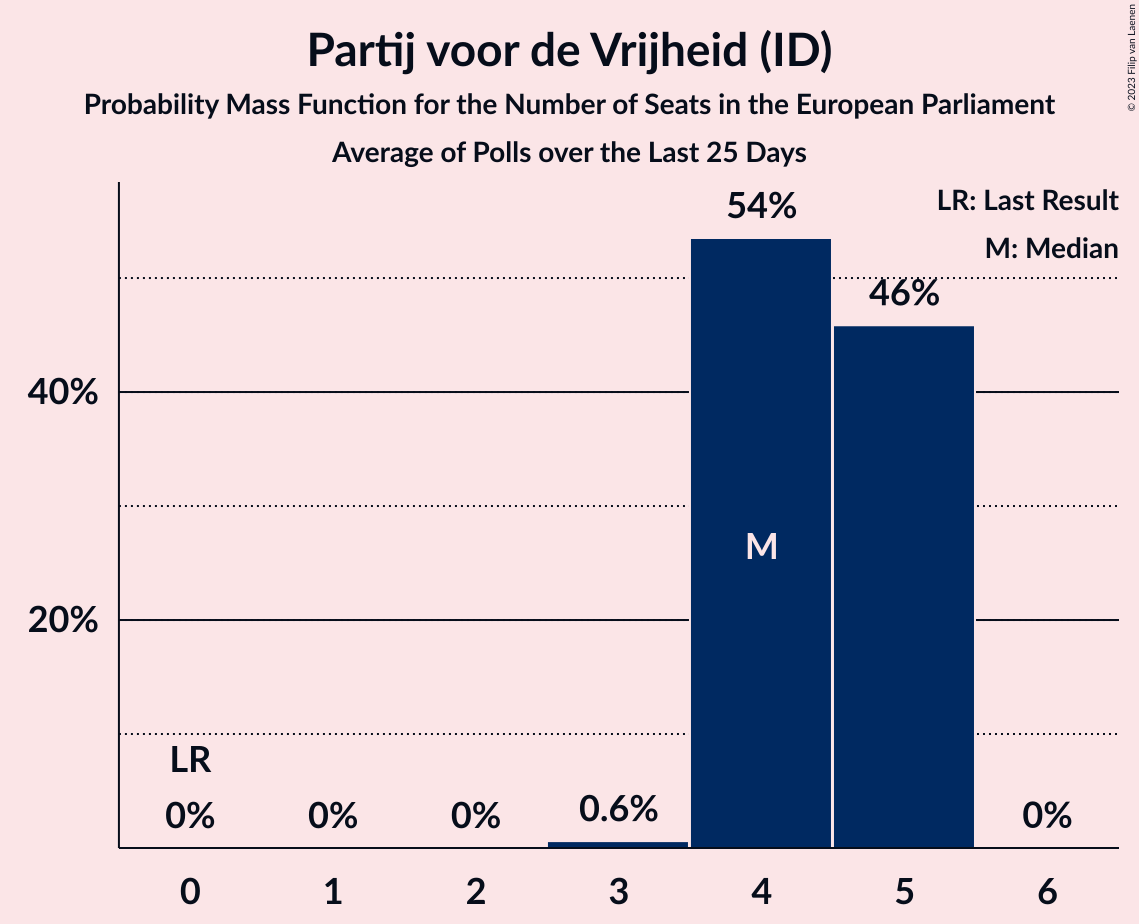 Partij voor de Vrijheid (ID)
Probability Mass Function for the Number of Seats in the European Parliament
Average of Polls over the Last 25 Days
© 2023 Filip van Laenen
LR: Last Result
M: Median
54%
46%
40%
M
20%
LR
0%
0%
0%
0.6%
0%
0
1
2
3
4
5
6